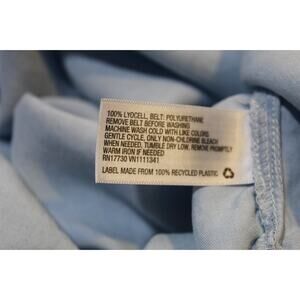 100% LYOCELL, BELT: POLYURETHANE
REMOVE BELT BEFORE WASHING
MACHINE WASH COLD WITH LIKE COLORS
GENTLE CYCLE, ONLY NON-CHLORINE BLEACH
WHEN NEEDED, TUMBLE DRY LOW, REMOVE PROMPTLY
WARM IRON IF NEEDED
RN17730 VN1111341
LABEL MADE FROM 100% RECYCLED PLASTIC